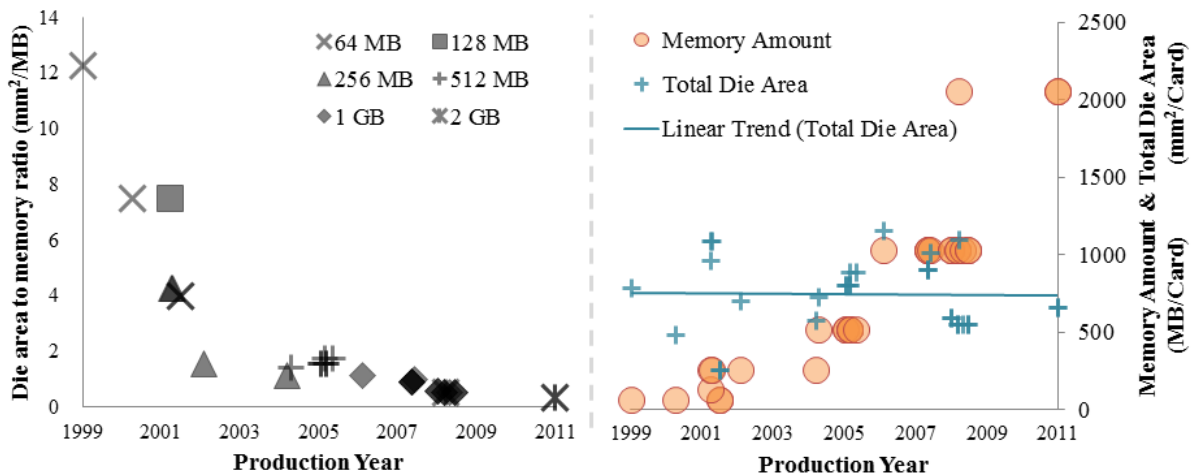 Die area to memory ratio (mm²/MB)
14
12
10
8
6
4
2
0
64 MB 128 MB
256 MB 512 MB
1 GB 2 GB
1999 2001 2003 2005 2007 2009 2011
Production Year
Memory Amount
Total Die Area
Linear Trend (Total Die Area)
2500
2000
1500
1000
500
0
Memory Amount & Total Die Area
(MB/Card) (mm²/Card)
1999 2001 2003 2005 2007 2009 2011
Production Year